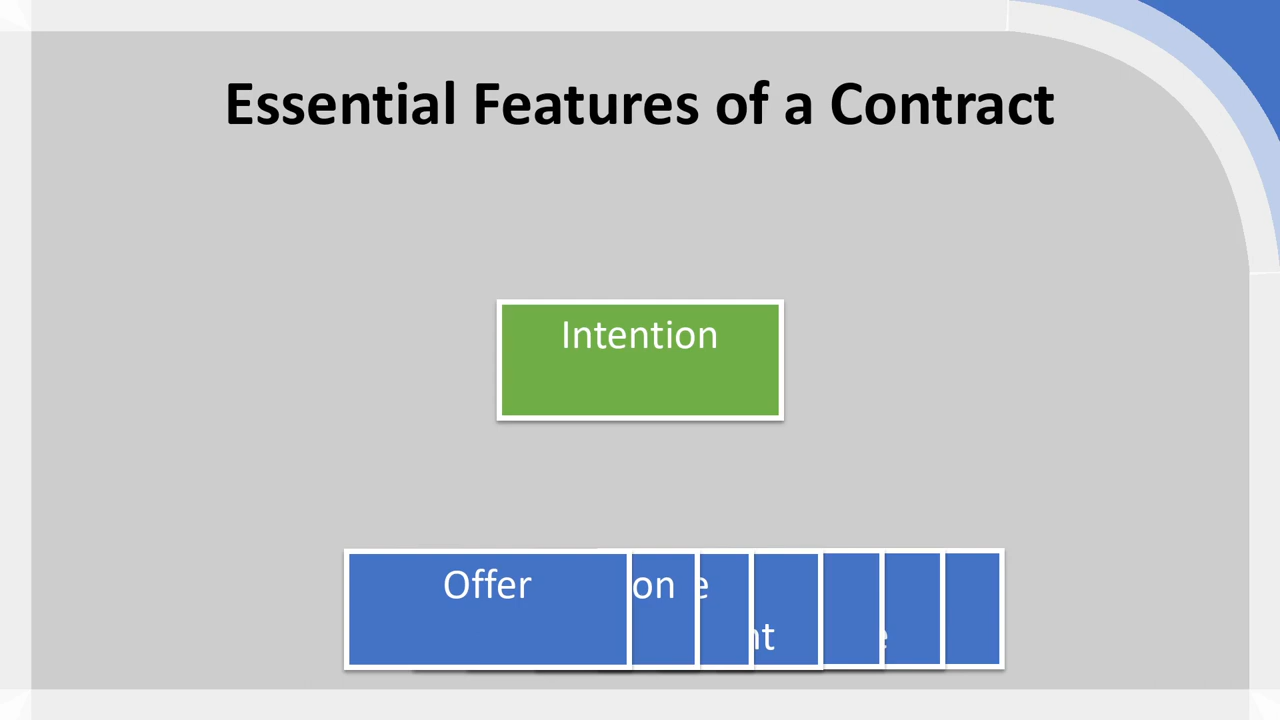 Essential Features of a Contract
Intention
Offer